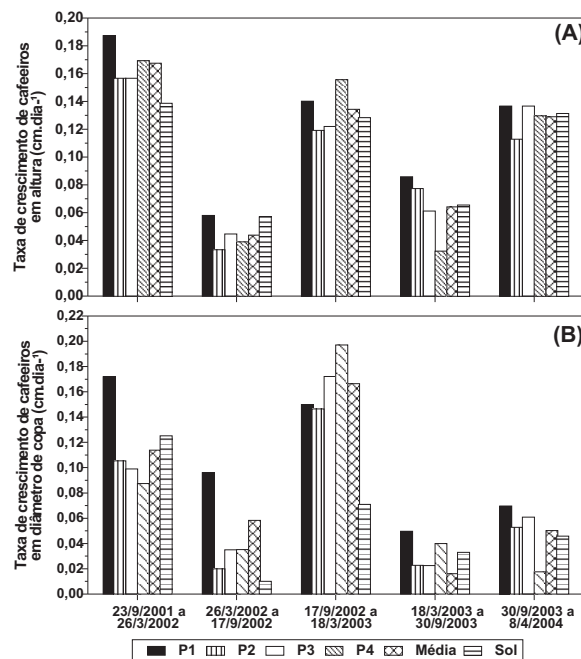 (A)
Taxa de crescimento de cafeeiros
em altura (cm.dia-¹)
0,20
0,18
0,16
0,14
0,12
0,10
0,08
0,06
0,04
0,02
0,00
(B)
Taxa de crescimento de cafeeiros
em diâmetro de copa (cm.dia-¹)
0,22
0,20
0,18
0,16
0,14
0,12
0,10
0,08
0,06
0,04
0,02
0,00
23/9/2001 a
26/3/2002
26/3/2002 a
17/9/2002
17/9/2002 a
18/3/2003
18/3/2003 a
30/9/2003
30/9/2003 a
8/4/2004
P1 P2 P3 P4 Média Sol